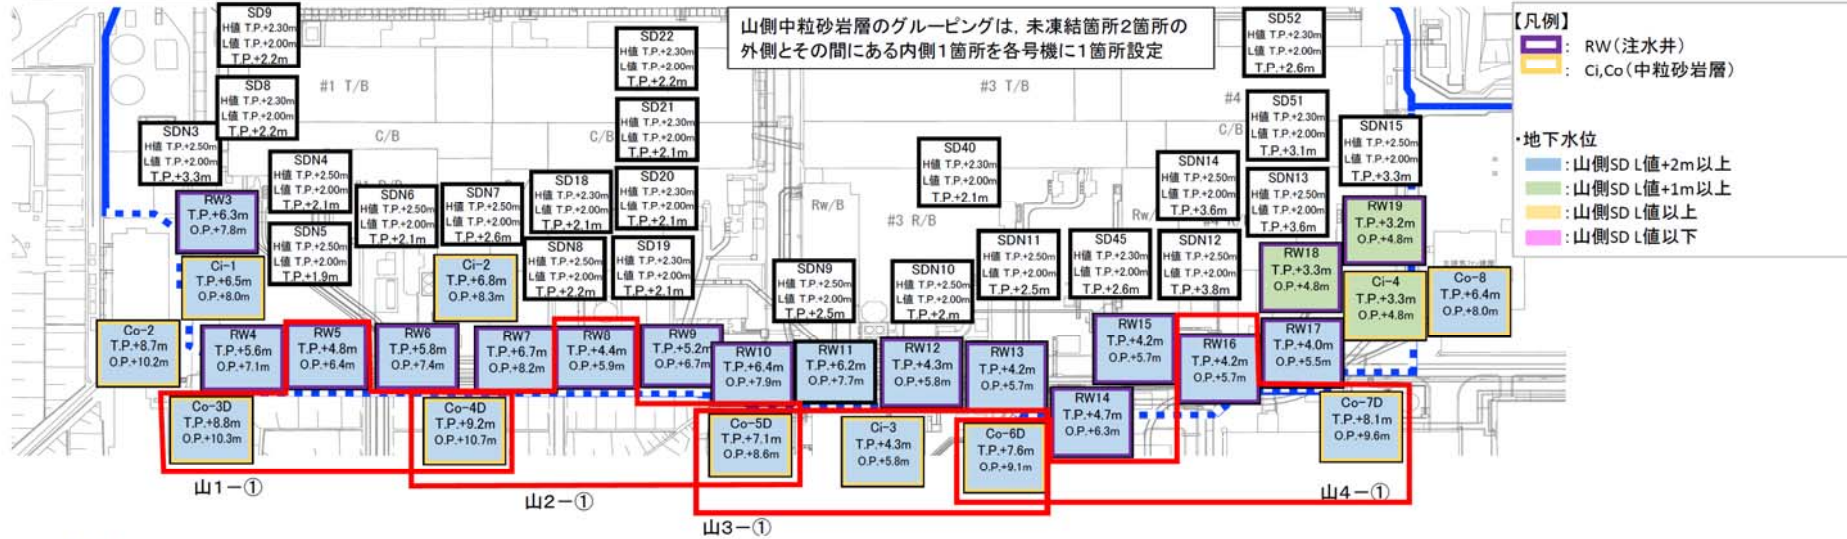 山側中粒砂岩層のグルーピングは，未凍結箇所2箇所の
外側とその間にある内側1箇所を各号機に1箇所設定
【凡例】
： RW（注水井）
： Ci,Co（中粒砂岩層）
・地下水位
：山側SD L値+2m以上
：山側SD L値+1m以上
：山側SD L値以上
：山側SD L値以下
SD9
H値 T.P.+2.30m
L値 T.P.+2.00m
T.P.+2.2m
SD8
H値 T.P.+2.30m
L値 T.P.+2.00m
T.P.+2.2m
SDN3
H値 T.P.+2.50m
L値 T.P.+2.00m
T.P.+3.3m
SDN4
H値 T.P.+2.50m
L値 T.P.+2.00m
T.P.+2.1m
SDN5
H値 T.P.+2.50m
L値 T.P.+2.00m
T.P.+1.9m
SDN6
H値 T.P.+2.50m
L値 T.P.+2.00m
T.P.+2.1m
SDN7
H値 T.P.+2.50m
L値 T.P.+2.00m
T.P.+2.6m
SD18
H値 T.P.+2.30m
L値 T.P.+2.00m
T.P.+2.1m
SDN8
H値 T.P.+2.50m
L値 T.P.+2.00m
T.P.+2.2m
SD22
H値 T.P.+2.30m
L値 T.P.+2.00m
T.P.+2.2m
SD21
H値 T.P.+2.30m
L値 T.P.+2.00m
T.P.+2.1m
SD20
H値 T.P.+2.30m
L値 T.P.+2.00m
T.P.+2.1m
SD19
H値 T.P.+2.30m
L値 T.P.+2.00m
T.P.+2.1m
SDN9
H値 T.P.+2.50m
L値 T.P.+2.00m
T.P.+2.5m
SD40
H値 T.P.+2.30m
L値 T.P.+2.00m
T.P.+2.1m
SDN10
H値 T.P.+2.50m
L値 T.P.+2.00m
T.P.+2.m
SDN11
H値 T.P.+2.50m
L値 T.P.+2.00m
T.P.+2.5m
SD45
H値 T.P.+2.30m
L値 T.P.+2.00m
T.P.+2.6m
SDN14
H値 T.P.+2.50m
L値 T.P.+2.00m
T.P.+3.6m
SDN12
H値 T.P.+2.50m
L値 T.P.+2.00m
T.P.+3.8m
SD52
H値 T.P.+2.30m
L値 T.P.+2.00m
T.P.+2.6m
SD51
H値 T.P.+2.30m
L値 T.P.+2.00m
T.P.+3.1m
SDN13
H値 T.P.+2.50m
L値 T.P.+2.00m
T.P.+3.6m
SDN15
H値 T.P.+2.50m
L値 T.P.+2.00m
T.P.+3.3m
#1 T/B
C/B
C/B
#3 T/B
#4
C/B
Rw/B
#3 R/B
Rw
RW3
T.P.+6.3m
O.P.+7.8m
Ci-1
T.P.+6.5m
O.P.+8.0m
Ci-2
T.P.+6.8m
O.P.+8.3m
RW19
T.P.+3.2m
O.P.+4.8m
RW18
T.P.+3.3m
O.P.+4.8m
Ci-4
T.P.+3.3m
O.P.+4.8m
Co-8
T.P.+6.4m
O.P.+8.0m
Co-2
T.P.+8.7m
O.P.+10.2m
RW4
T.P.+5.6m
O.P.+7.1m
RW5
T.P.+4.8m
O.P.+6.4m
RW6
T.P.+5.8m
O.P.+7.4m
RW7
T.P.+6.7m
O.P.+8.2m
RW8
T.P.+4.4m
O.P.+5.9m
RW9
T.P.+5.2m
O.P.+6.7m
RW10
T.P.+6.4m
O.P.+7.9m
RW11
T.P.+6.2m
O.P.+7.7m
RW12
T.P.+4.3m
O.P.+5.8m
RW13
T.P.+4.2m
O.P.+5.7m
RW14
T.P.+4.7m
O.P.+6.3m
RW15
T.P.+4.2m
O.P.+5.7m
RW16
T.P.+4.2m
O.P.+5.7m
RW17
T.P.+4.0m
O.P.+5.5m
Co-3D
T.P.+8.8m
O.P.+10.3m
Co-4D
T.P.+9.2m
O.P.+10.7m
Co-5D
T.P.+7.1m
O.P.+8.6m
Ci-3
T.P.+4.3m
O.P.+5.8m
Co-6D
T.P.+7.6m
O.P.+9.1m
Co-7D
T.P.+8.1m
O.P.+9.6m
山1-①
山2-①
山3-①
山4-①